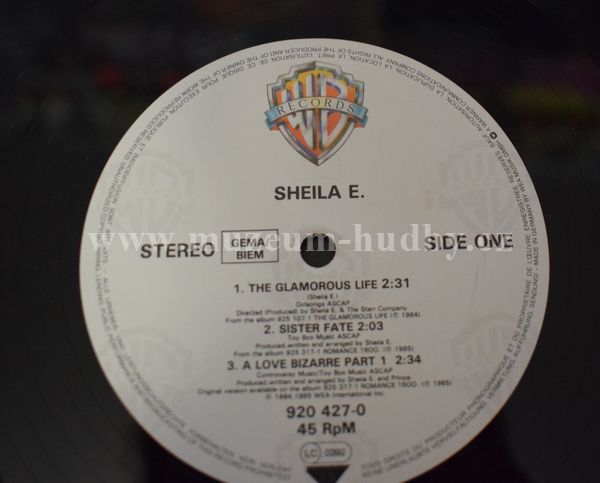 WB
RECORDS
SHEILA E.
STEREO
GEMA
BIEM
SIDE ONE
www.muzeum-hudby.cz
1. THE GLAMOROUS LIFE 2:31
(Sheila E.)
Girlsongs ASCAP
Directed (Produced) by Sheila E. & The Starr Company.
From the album 925 107-1 THE GLAMOROUS LIFE ℗ (1984)
2. SISTER FATE 2:03
Toy Box Music ASCAP
Produced, written and arranged by Sheila E.
From the album 925 317-1 ROMANCE 1600. ℗ (1985)
3. A LOVE BIZARRE PART 1 2:34
Controversy Music/Toy Box Music ASCAP
Produced, written and arranged by Sheila E. and Prince.
Original version available on the album 925 317-1 ROMANCE 1600. ℗ (1985)
℗ 1984,1985 WEA International Inc.
920 427-0
45 RpM
LC 0392